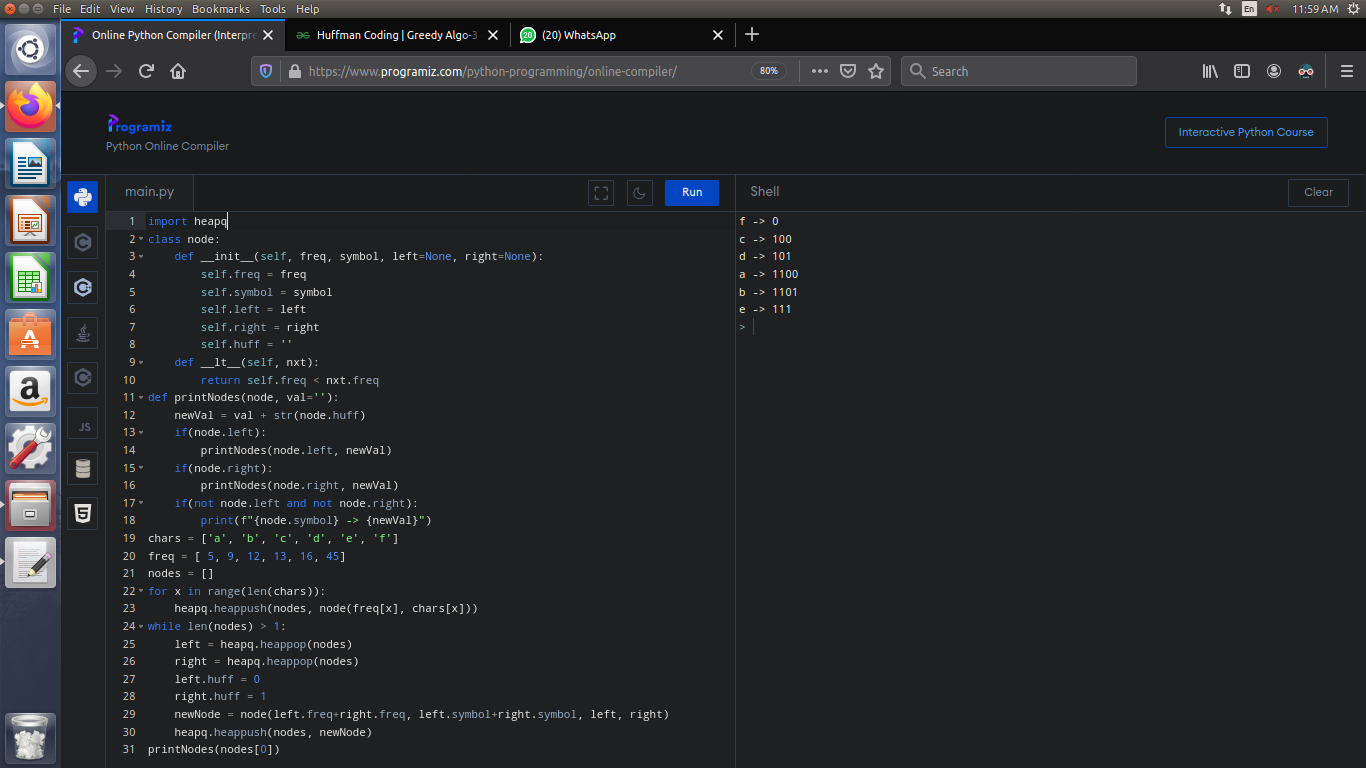 File Edit View History Bookmarks Tools Help
En 11:59 AM
Online Python Compiler (Interpre
Huffman Coding | Greedy Algo-3
20 (20) WhatsApp
https://www.programiz.com/python-programming/online-compiler/ 80% Search
Programiz
Python Online Compiler
Interactive Python Course
main.py
Run
Shell
Clear
1 import heapq
2 class node:
3     def __init__(self, freq, symbol, left=None, right=None):
4         self.freq = freq
5         self.symbol = symbol
6         self.left = left
7         self.right = right
8         self.huff = ''
9     def __lt__(self, nxt):
10         return self.freq < nxt.freq
11 def printNodes(node, val=''):
12     newVal = val + str(node.huff)
13     if(node.left):
14         printNodes(node.left, newVal)
15     if(node.right):
16         printNodes(node.right, newVal)
17     if(not node.left and not node.right):
18         print(f"{node.symbol} -> {newVal}")
19 chars = ['a', 'b', 'c', 'd', 'e', 'f']
20 freq = [ 5, 9, 12, 13, 16, 45]
21 nodes = []
22 for x in range(len(chars)):
23     heapq.heappush(nodes, node(freq[x], chars[x]))
24 while len(nodes) > 1:
25     left = heapq.heappop(nodes)
26     right = heapq.heappop(nodes)
27     left.huff = 0
28     right.huff = 1
29     newNode = node(left.freq+right.freq, left.symbol+right.symbol, left, right)
30     heapq.heappush(nodes, newNode)
31 printNodes(nodes[0])
f -> 0
c -> 100
d -> 101
a -> 1100
b -> 1101
e -> 111
>
JS